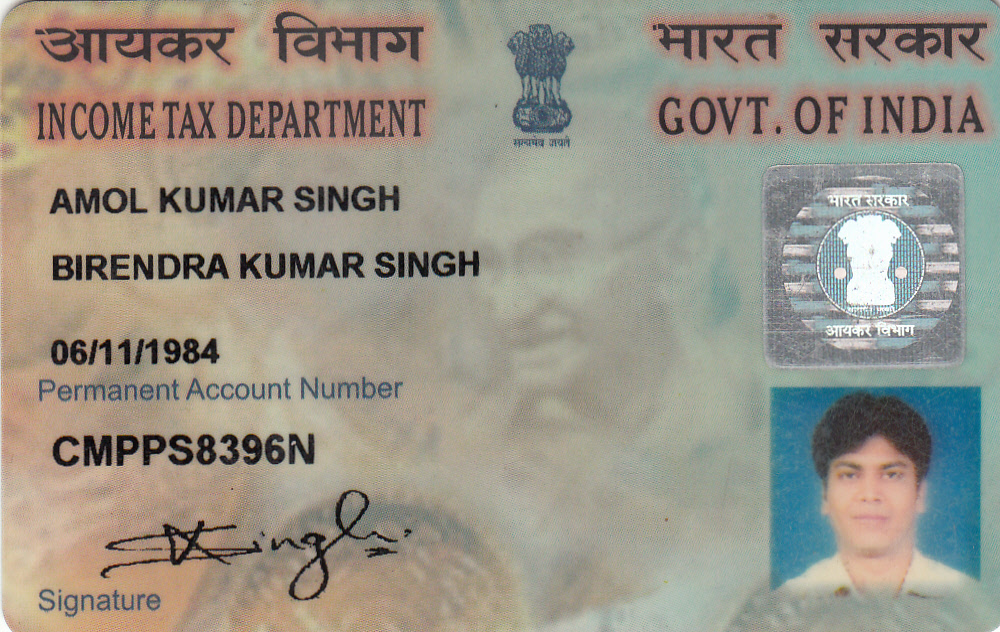 आयकर विभाग
भारत सरकार
INCOME TAX DEPARTMENT
GOVT. OF INDIA
सत्यमेव जयते
AMOL KUMAR SINGH
BIRENDRA KUMAR SINGH
06/11/1984
Permanent Account Number
CMPPS8396N
Signature
भारत सरकार
आयकर विभाग